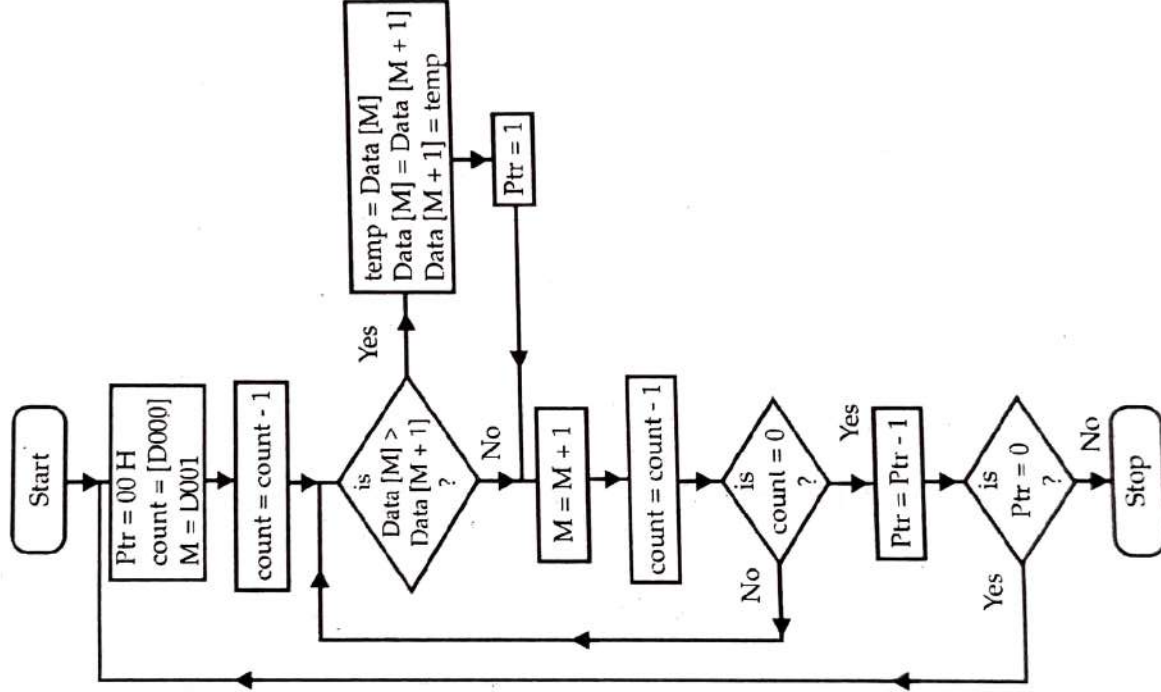 Start
Ptr = 00 H
count = [D000]
M = D001
count = count - 1
is
Data [M] >
Data [M + 1]
?
Yes
temp = Data [M]
Data [M] = Data [M + 1]
Data [M + 1] = temp
Ptr = 1
No
M = M + 1
count = count - 1
is
count = 0
?
No
Yes
Ptr = Ptr - 1
is
Ptr = 0
?
Yes
No
Stop